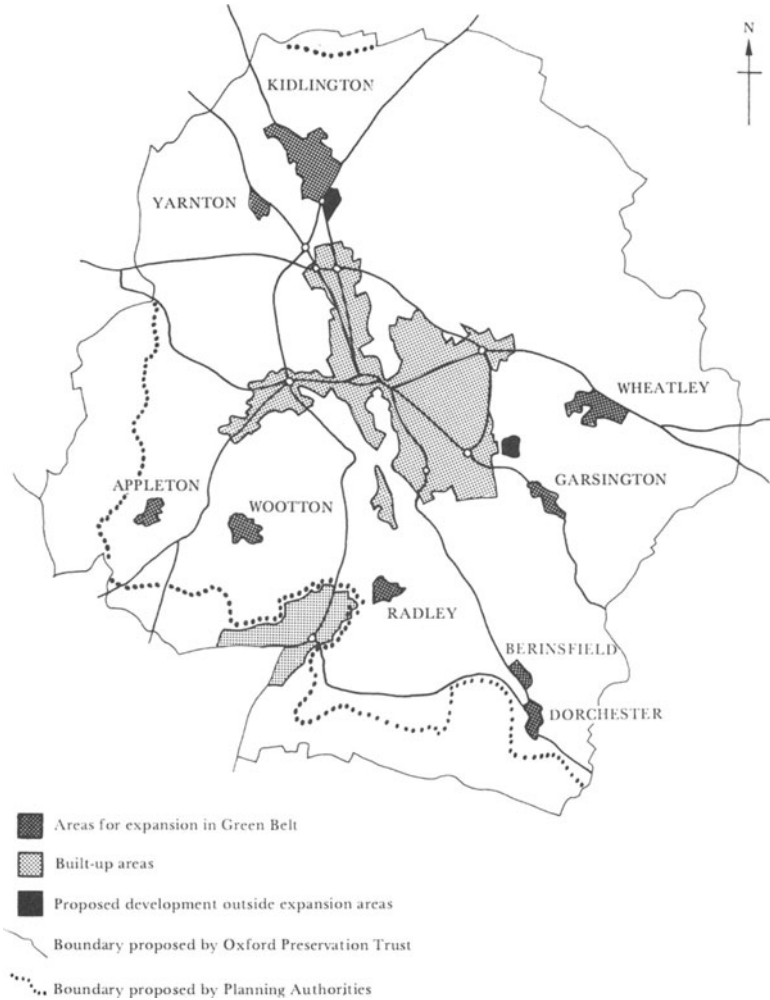 N
KIDLINGTON
YARNTON
WHEATLEY
APPLETON
WOOTTON
GARSINGTON
RADLEY
BERINSFIELD
DORCHESTER
Areas for expansion in Green Belt
Built-up areas
Proposed development outside expansion areas
Boundary proposed by Oxford Preservation Trust
Boundary proposed by Planning Authorities